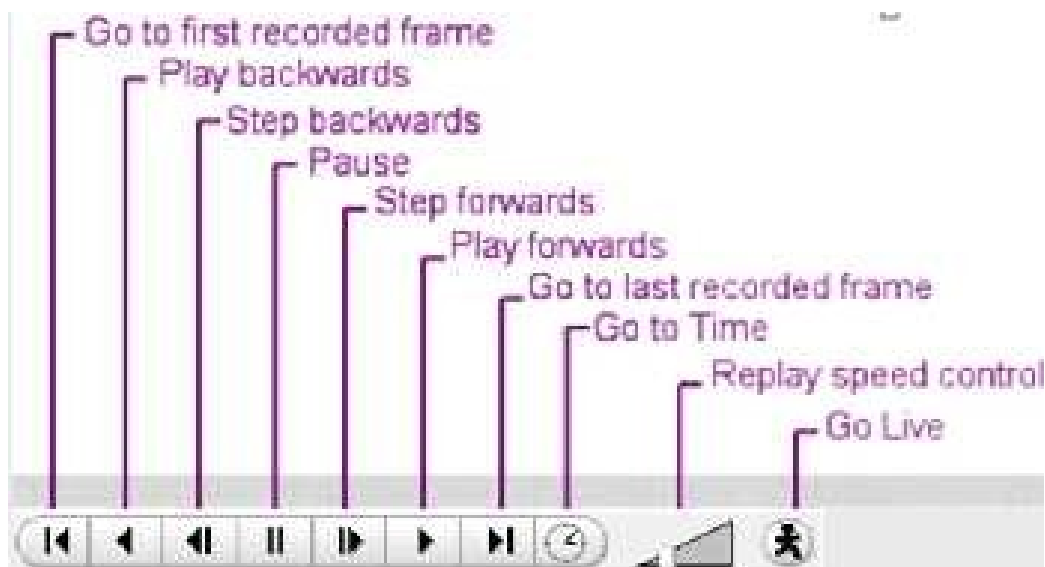 Go to first recorded frame
Play backwards
Step backwards
Pause
Step forwards
Play forwards
Go to last recorded frame
Go to Time
Replay speed control
Go Live